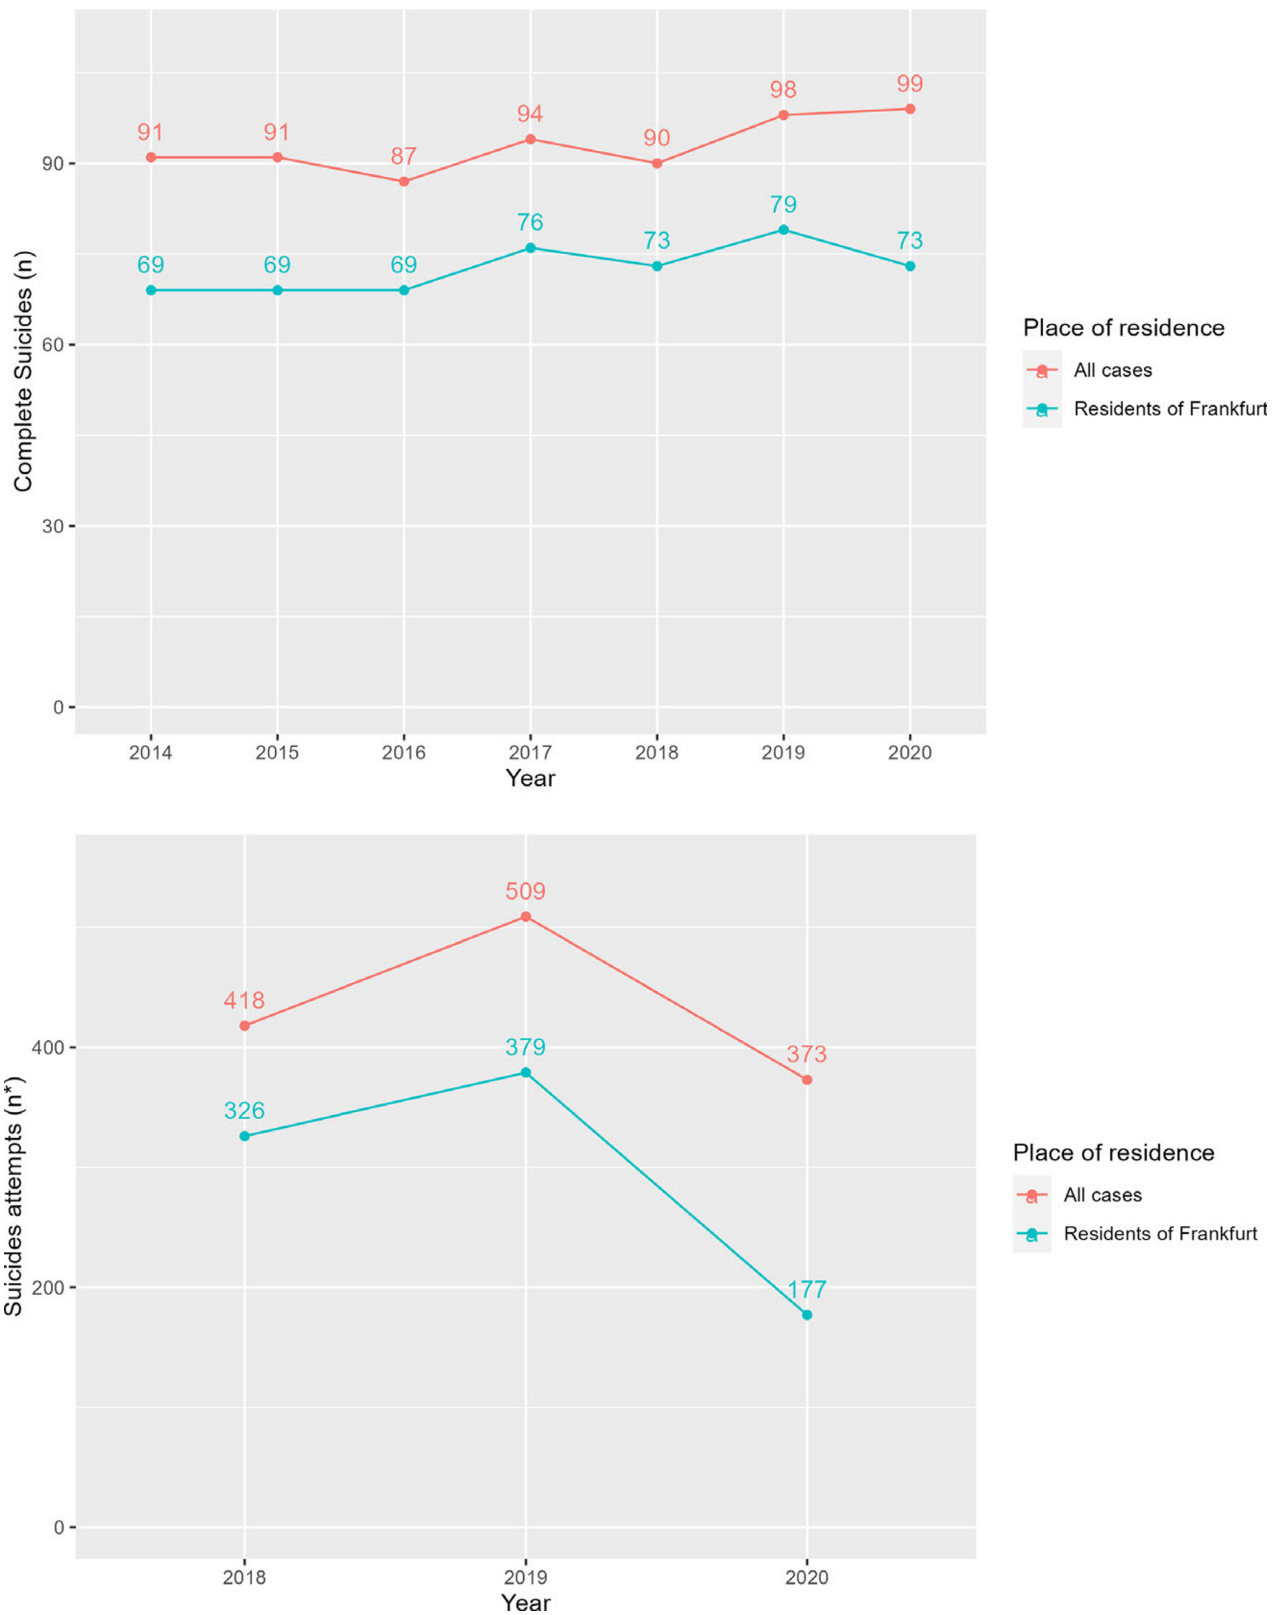 98
99
91
91
94
90
87
79
76
73
73
69
69
69
90
60
30
0
Complete Suicides (n)
2014 2015 2016 2017 2018 2019 2020
Year
Place of residence
All cases
Residents of Frankfurt
509
418
379
373
326
177
400
200
0
Suicides attempts (n*)
2018 2019 2020
Year
Place of residence
a All cases
a Residents of Frankfurt